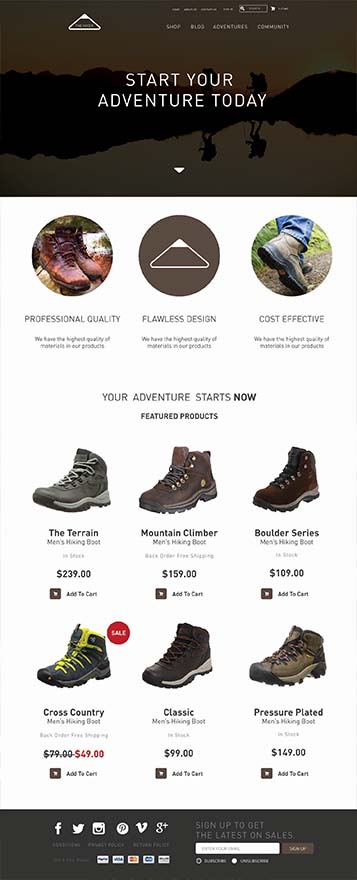 HOME ABOUT US CONTACT US SIGN IN SEARCH 0 ITEMS
THE HIKER
SHOP BLOG ADVENTURES COMMUNITY
START YOUR
ADVENTURE TODAY
PROFESSIONAL QUALITY
We have the highest quality of
materials in our products
FLAWLESS DESIGN
We have the highest quality of
materials in our products
COST EFFECTIVE
We have the highest quality of
materials in our products
YOUR ADVENTURE STARTS NOW
FEATURED PRODUCTS
The Terrain
Men's Hiking Boot
In Stock
$239.00
Add To Cart
Mountain Climber
Men's Hiking Boot
Back Order Free Shipping
$159.00
Add To Cart
Boulder Series
Men's Hiking Boot
In Stock
$109.00
Add To Cart
Cross Country
Men's Hiking Boot
Back Order Free Shipping
$79.00 $49.00
Add To Cart
SALE
Classic
Men's Hiking Boot
In Stock
$99.00
Add To Cart
Pressure Plated
Men's Hiking Boot
In Stock
$149.00
Add To Cart
CONDITIONS PRIVACY POLICY RETURN POLICY
SIGN UP TO GET
THE LATEST ON SALES.
ENTER YOUR EMAIL SIGN UP
SUBSCRIBE UNSUBSCRIBE